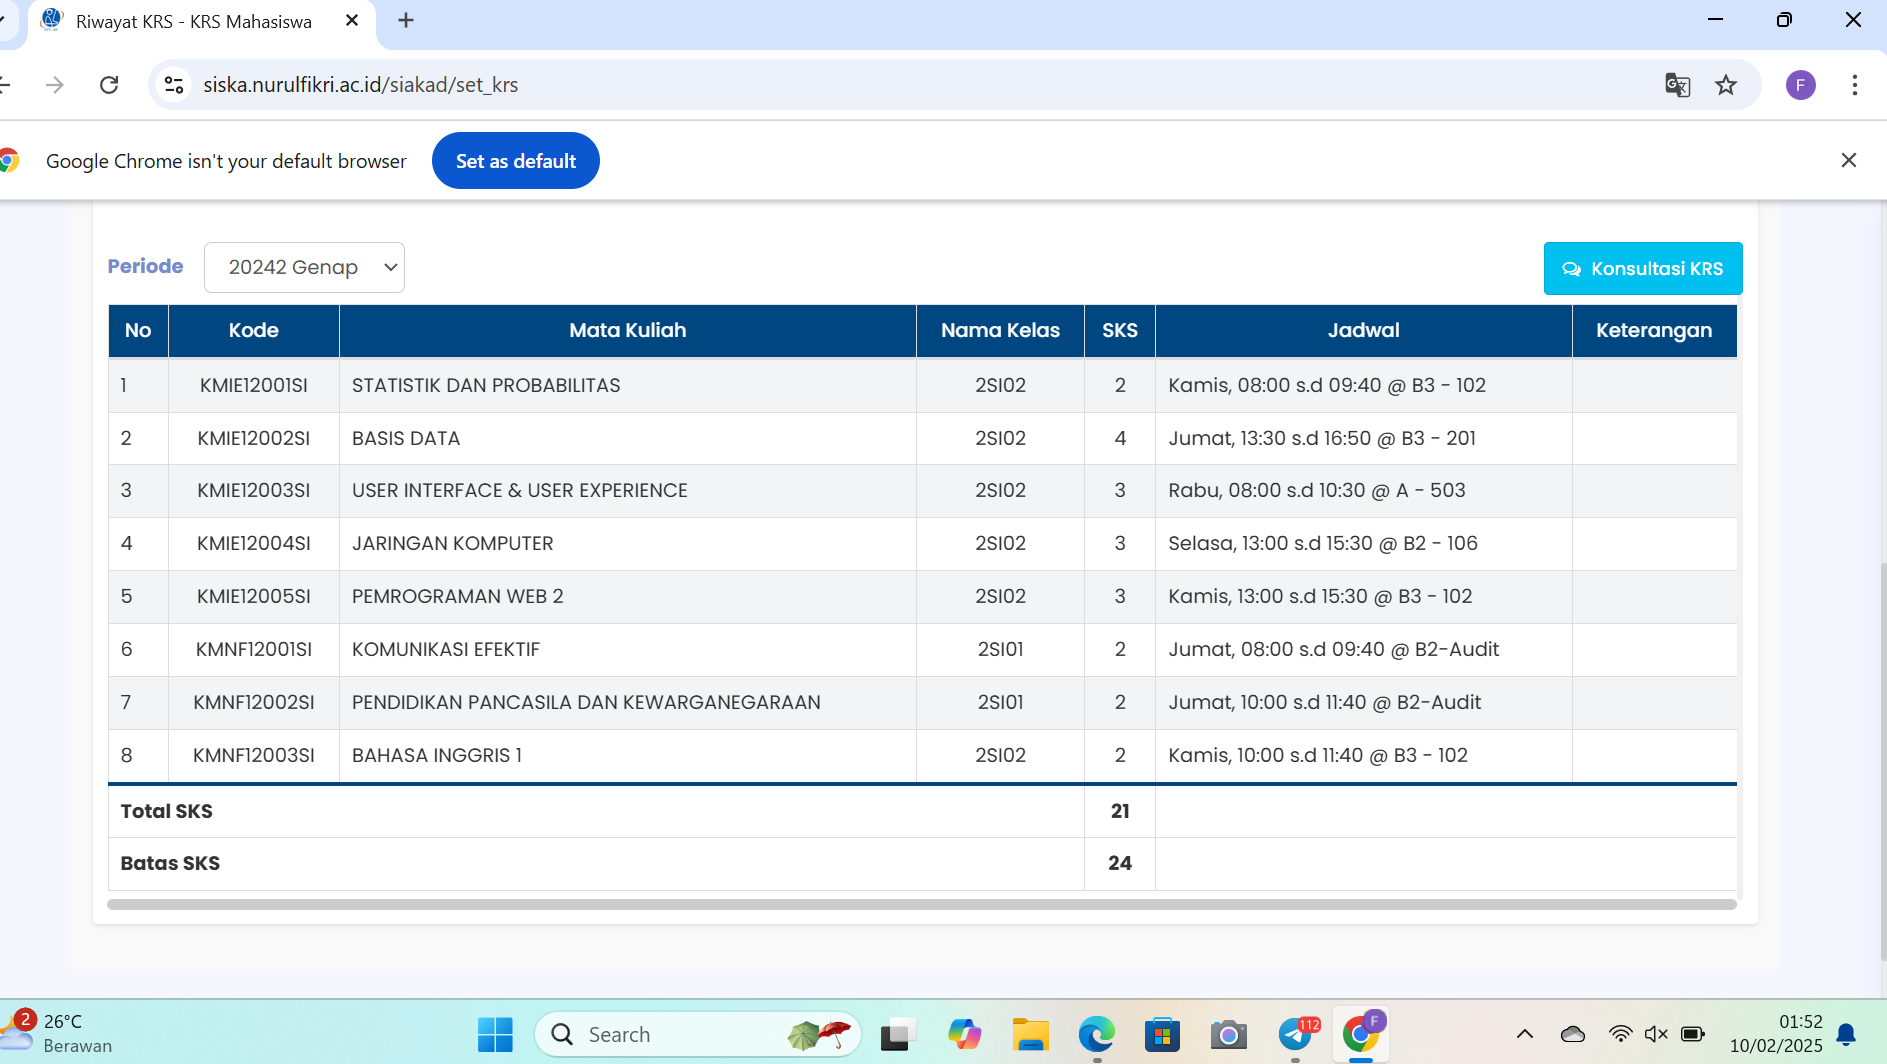 Riwayat KRS - KRS Mahasiswa
siska.nurulfikri.ac.id/siakad/set_krs
F
Google Chrome isn't your default browser Set as default
Periode 20242 Genap Konsultasi KRS
No Kode Mata Kuliah Nama Kelas SKS Jadwal Keterangan
1 KMIE12001SI STATISTIK DAN PROBABILITAS 2SI02 2 Kamis, 08:00 s.d 09:40 @ B3 - 102
2 KMIE12002SI BASIS DATA 2SI02 4 Jumat, 13:30 s.d 16:50 @ B3 - 201
3 KMIE12003SI USER INTERFACE & USER EXPERIENCE 2SI02 3 Rabu, 08:00 s.d 10:30 @ A - 503
4 KMIE12004SI JARINGAN KOMPUTER 2SI02 3 Selasa, 13:00 s.d 15:30 @ B2 - 106
5 KMIE12005SI PEMROGRAMAN WEB 2 2SI02 3 Kamis, 13:00 s.d 15:30 @ B3 - 102
6 KMNF12001SI KOMUNIKASI EFEKTIF 2SI01 2 Jumat, 08:00 s.d 09:40 @ B2-Audit
7 KMNF12002SI PENDIDIKAN PANCASILA DAN KEWARGANEGARAAN 2SI01 2 Jumat, 10:00 s.d 11:40 @ B2-Audit
8 KMNF12003SI BAHASA INGGRIS 1 2SI02 2 Kamis, 10:00 s.d 11:40 @ B3 - 102
Total SKS 21
Batas SKS 24
2 26°C
Berawan
Search
112
F
01:52
10/02/2025